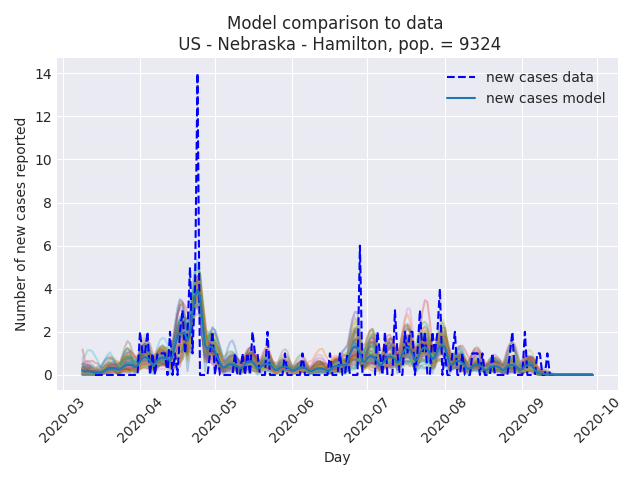 Model comparison to data
US - Nebraska - Hamilton, pop. = 9324
new cases data
new cases model
Number of new cases reported
14
12
10
8
6
4
2
0
2020-03
2020-04
2020-05
2020-06
2020-07
2020-08
2020-09
2020-10
Day